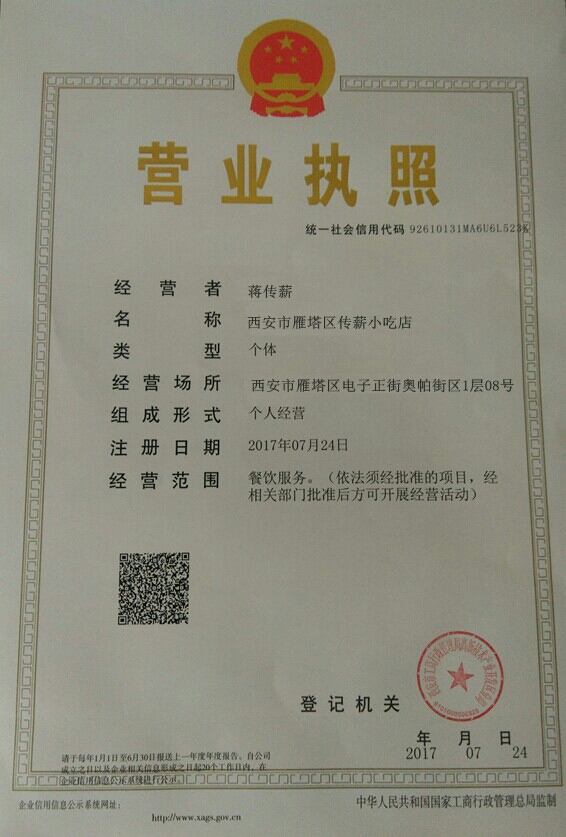 营业执照
统一社会信用代码 92610131MA6U6L523K
经营者 蒋传薪
名称 西安市雁塔区传薪小吃店
类型 个体
经营场所 西安市雁塔区电子正街奥帕街区1层08号
组成形式 个人经营
注册日期 2017年07月24日
经营范围 餐饮服务。（依法须经批准的项目，经
相关部门批准后方可开展经营活动）
登记机关
年 月 日
2017 07 24
请于每年1月1日至6月30日报送上一年度年度报告。自公司
成立之日以及企业相关信息形成之日起20个工作日内，在
企业信用信息公示系统进行公示。
企业信用信息公示系统网址：
http://www.xags.gov.cn
中华人民共和国国家工商行政管理总局监制